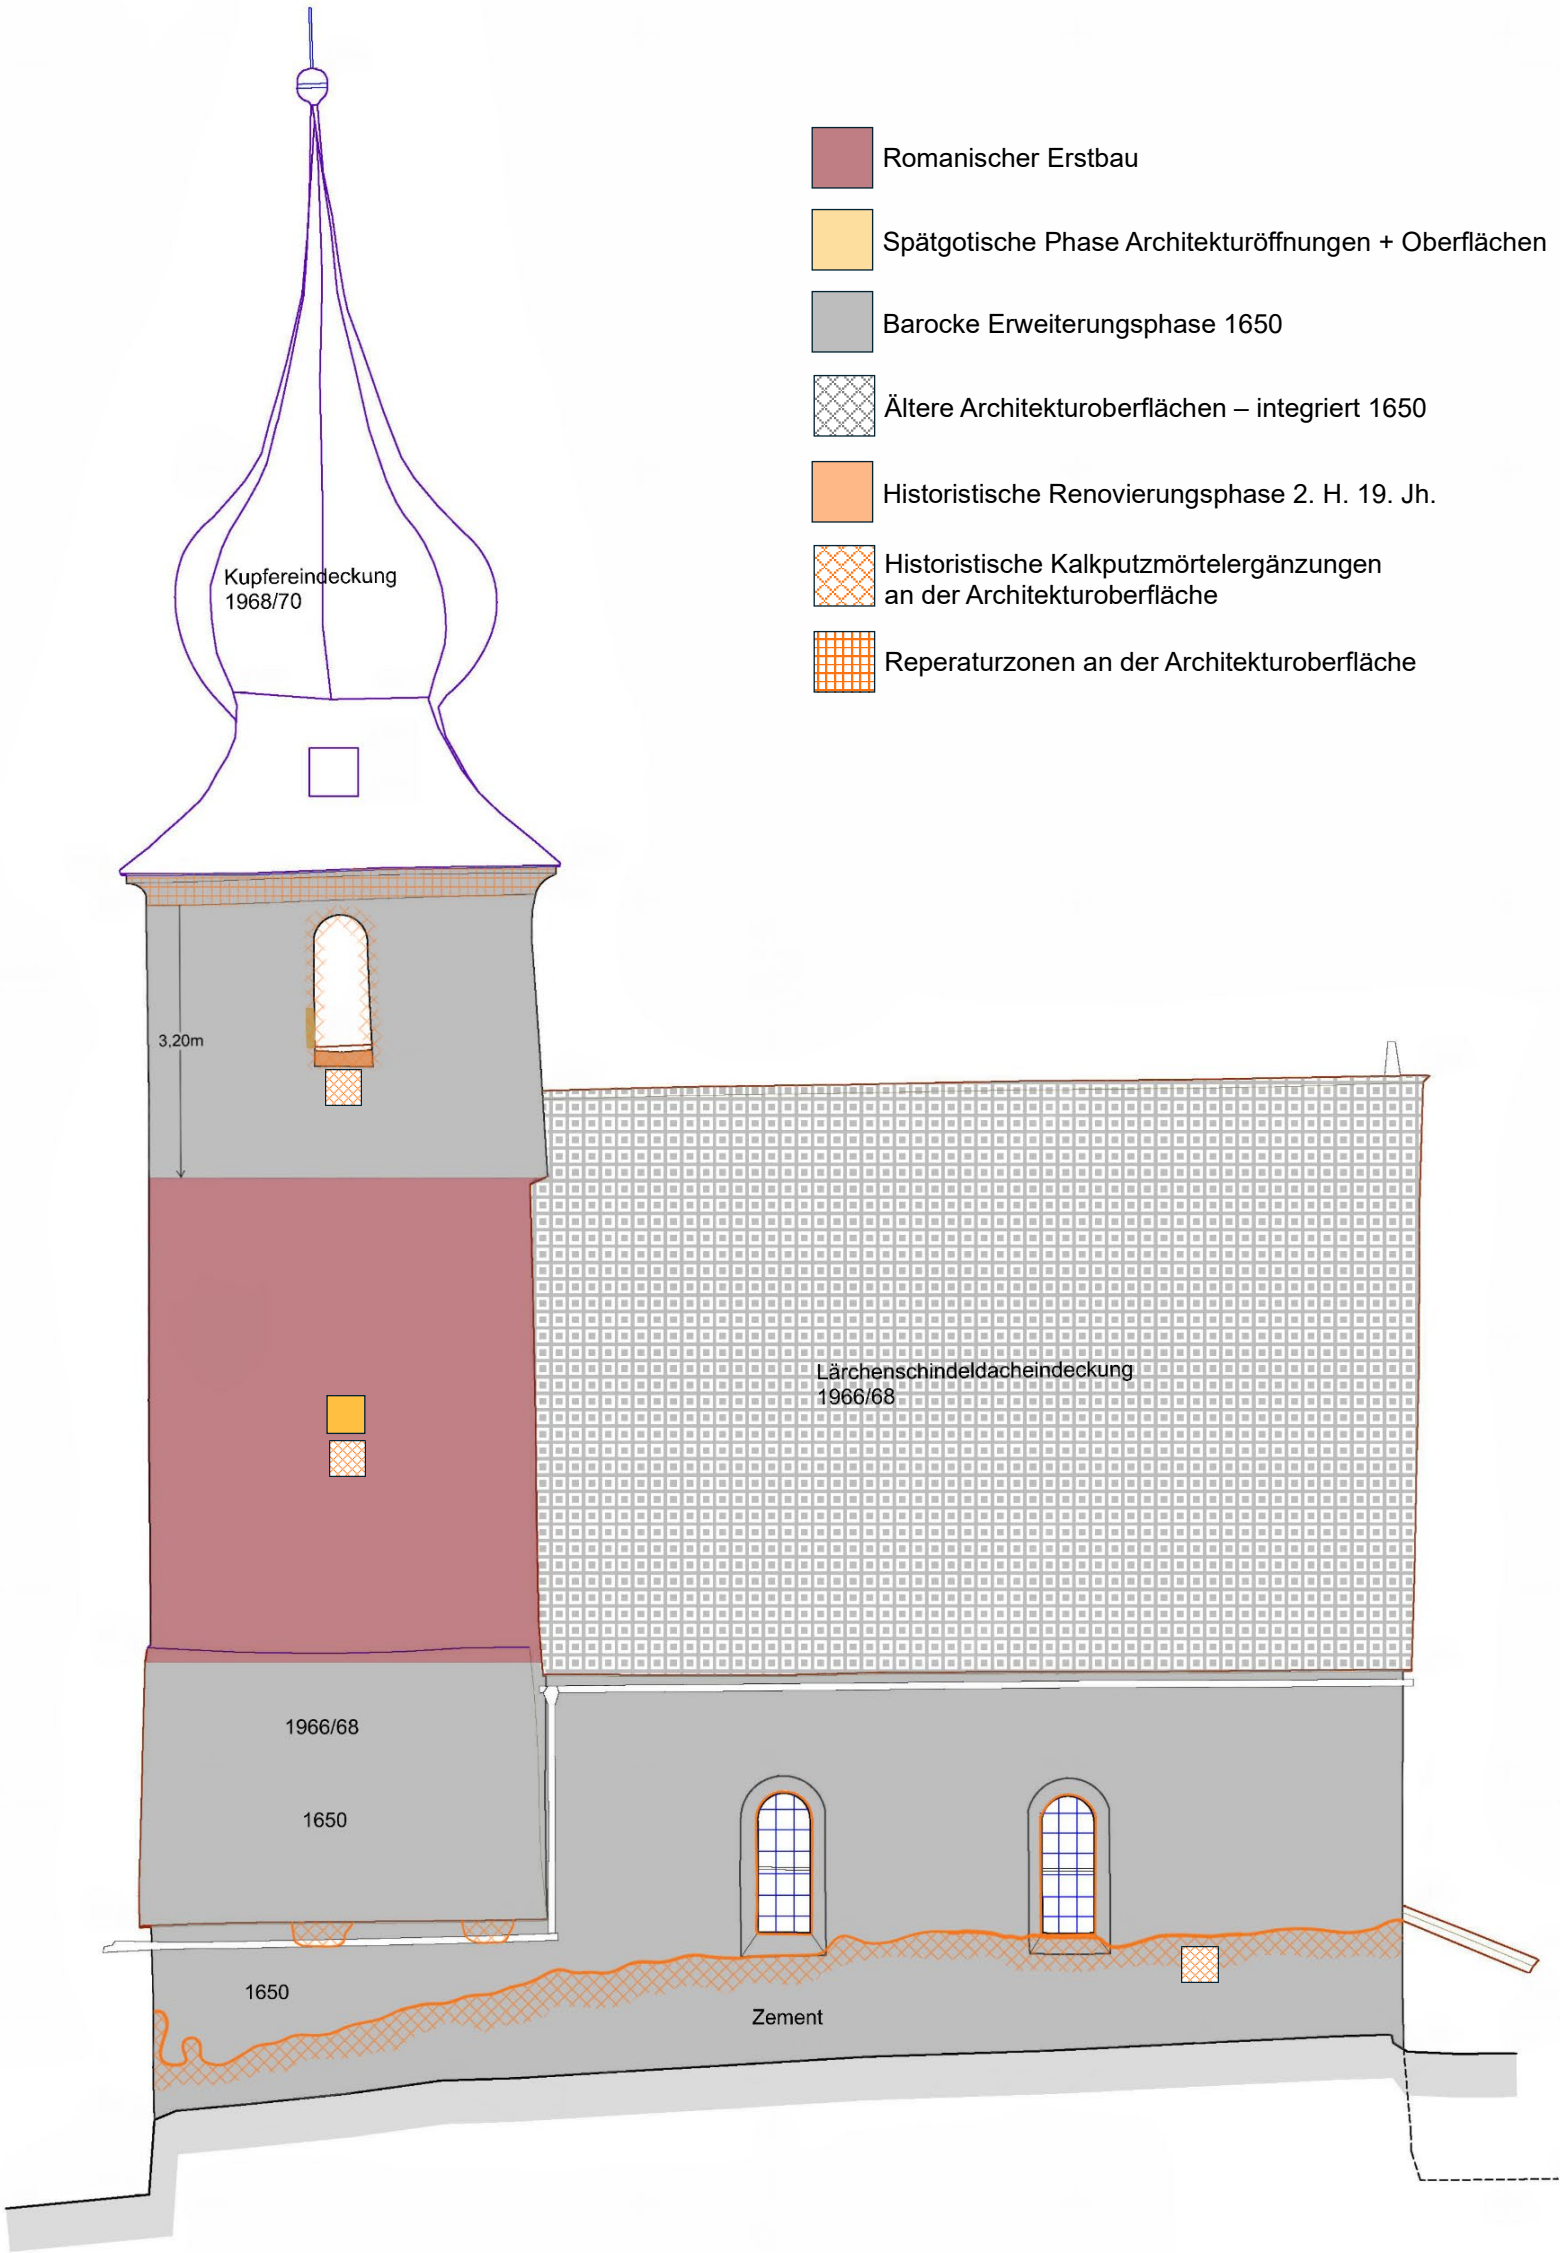 Romanischer Erstbau
Spätgotische Phase Architekturöffnungen + Oberflächen
Barocke Erweiterungsphase 1650
Ältere Architekturoberflächen – integriert 1650
Historistische Renovierungsphase 2. H. 19. Jh.
Historistische Kalkputzmörtelergänzungen
an der Architekturoberfläche
Reperaturzonen an der Architekturoberfläche
Kupfereindeckung
1968/70
3,20m
Lärchenschindeldacheindeckung
1966/68
1966/68
1650
1650
Zement